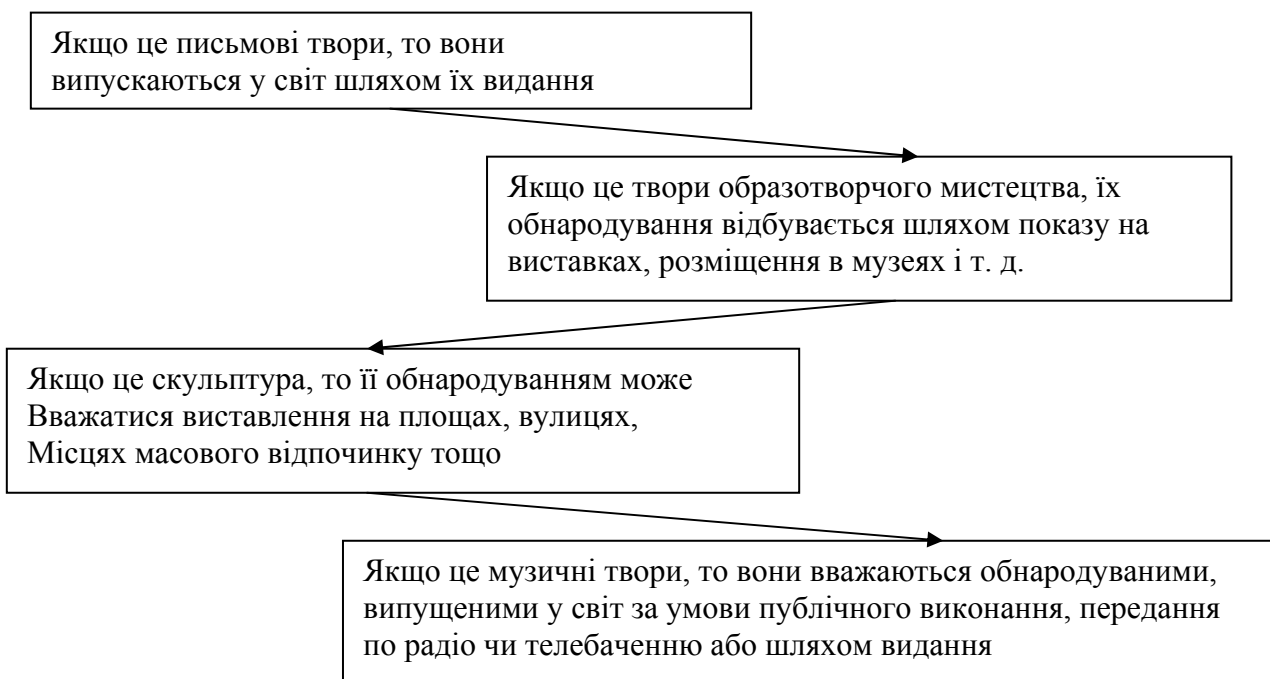 Якщо це письмові твори, то вони
випускаються у світ шляхом їх видання
Якщо це твори образотворчого мистецтва, їх
обнародування відбувається шляхом показу на
виставках, розміщення в музеях і т. д.
Якщо це скульптура, то її обнародуванням може
Вважатися виставлення на площах, вулицях,
Місцях масового відпочинку тощо
Якщо це музичні твори, то вони вважаються обнародуваними,
випущеними у світ за умови публічного виконання, передання
по радіо чи телебаченню або шляхом видання